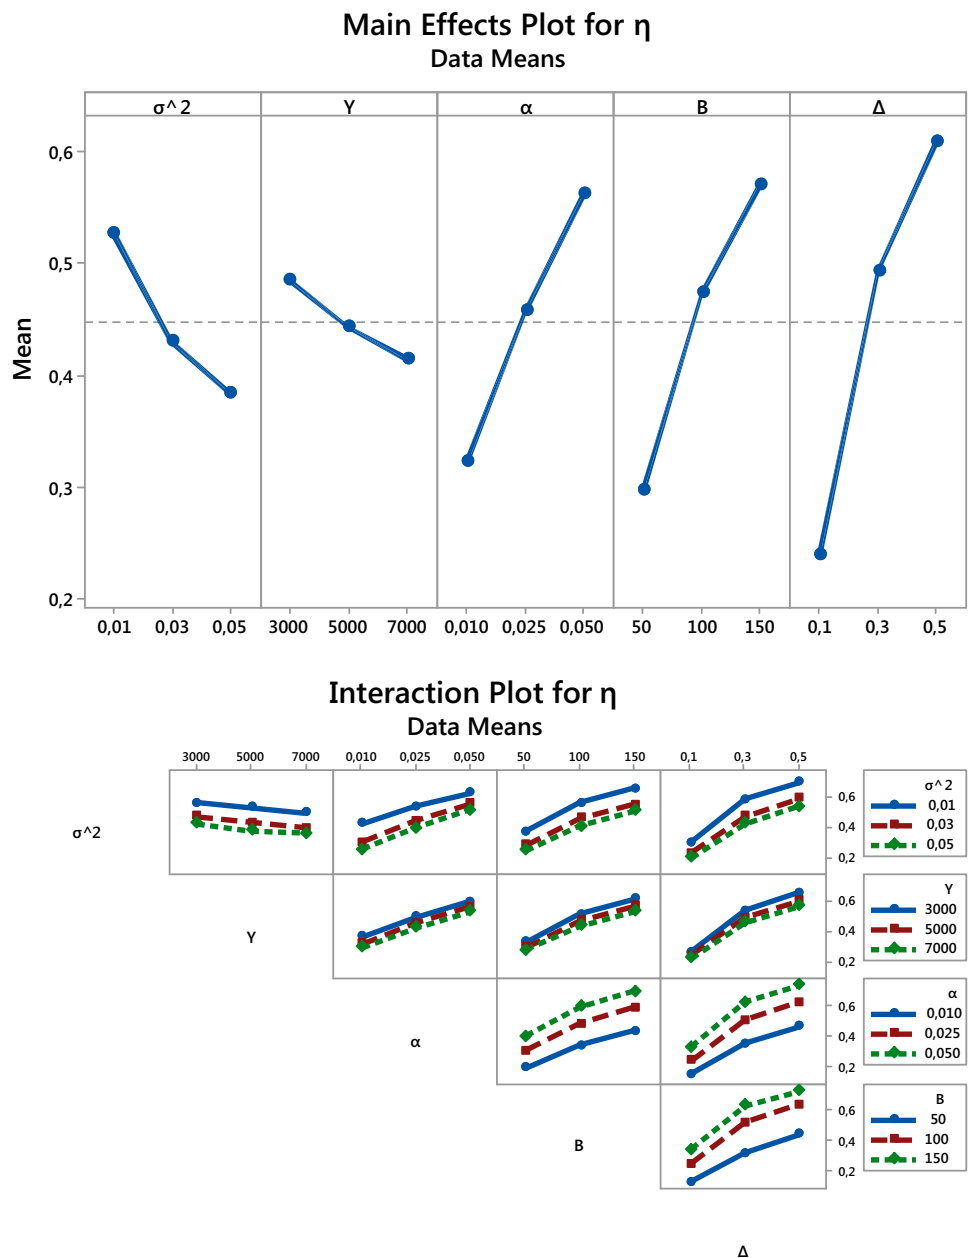 Main Effects Plot for η
Data Means
σ^2 Y α B Δ
Mean
0,6
0,5
0,4
0,3
0,2
0,01 0,03 0,05 3000 5000 7000 0,010 0,025 0,050 50 100 150 0,1 0,3 0,5
Interaction Plot for η
Data Means
3000 5000 7000 0,010 0,025 0,050 50 100 150 0,1 0,3 0,5
σ^2
0,6
0,4
0,2
σ^2
0,01
0,03
0,05
Y
0,6
0,4
0,2
Y
3000
5000
7000
α
0,6
0,4
0,2
α
0,010
0,025
0,050
B
0,6
0,4
0,2
B
50
100
150
Δ